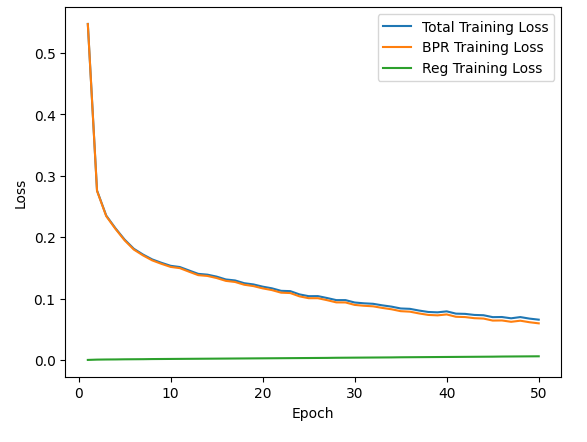 Total Training Loss
BPR Training Loss
Reg Training Loss
Loss
0.5
0.4
0.3
0.2
0.1
0.0
0 10 20 30 40 50
Epoch